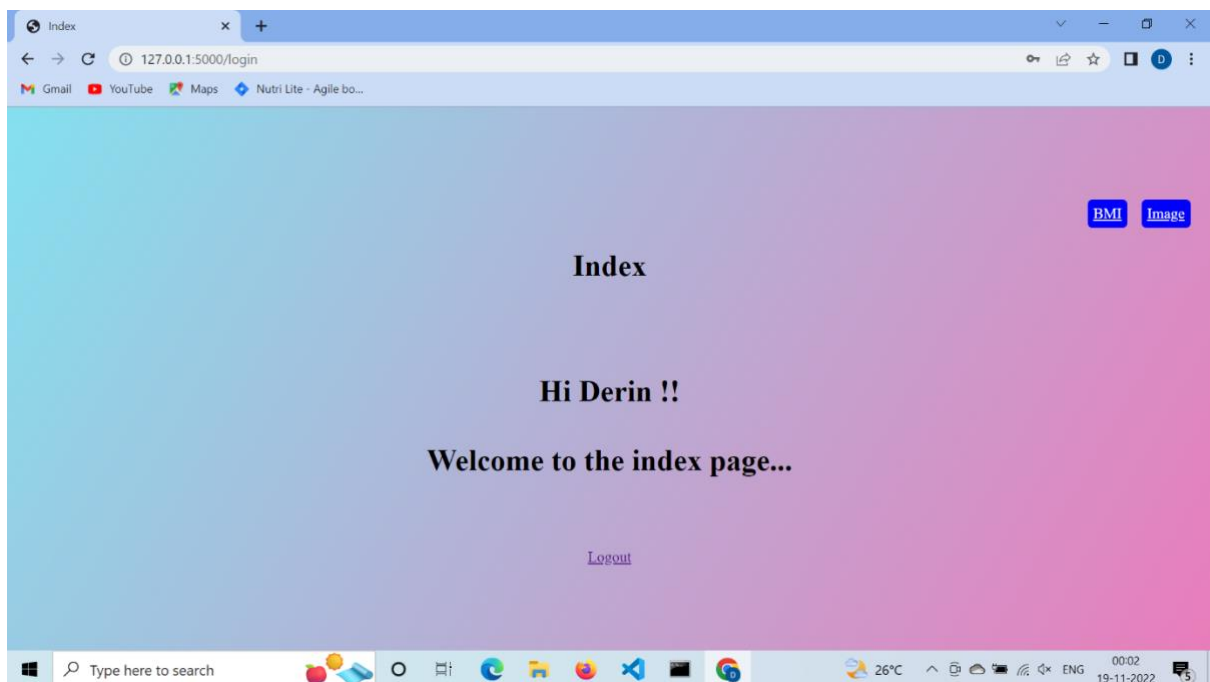 Index
127.0.0.1:5000/login
D
Gmail YouTube Maps Nutri Lite - Agile bo...
BMI Image
Index
Hi Derin !!
Welcome to the index page...
Logout
Type here to search
26°C ENG 00:02
19-11-2022 5